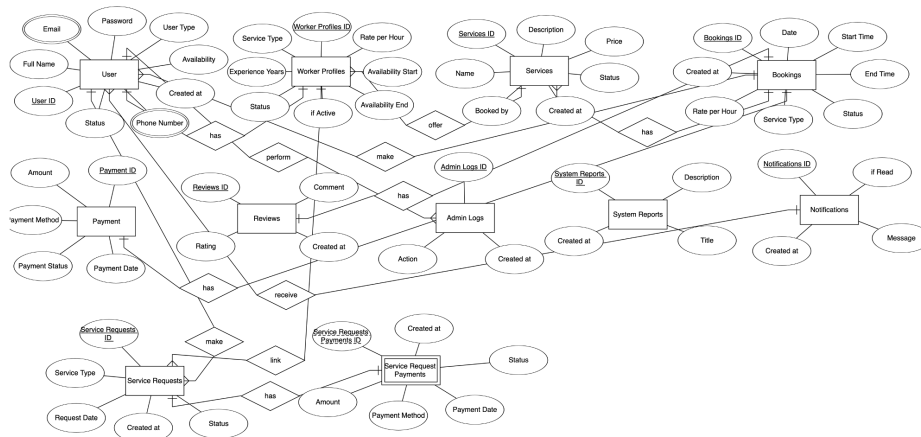 Email
Password
User Type
Full Name
User
Availability
User ID
Created at
Status
Phone Number
Worker Profiles ID
Service Type
Rate per Hour
Experience Years
Worker Profiles
Availability Start
Status
if Active
Availability End
Services ID
Description
Price
Name
Services
Status
Booked by
Created at
Bookings ID
Date
Start Time
Created at
Bookings
End Time
Rate per Hour
Service Type
Status
has
offer
has
perform
make
Amount
Payment ID
Payment Method
Payment
Payment Status
Payment Date
Reviews ID
Comment
Reviews
Rating
Created at
has
Admin Logs ID
Admin Logs
Action
Created at
System Reports
ID
Description
System Reports
Created at
Title
Notifications ID
if Read
Notifications
Created at
Message
has
receive
make
link
Service Requests
ID
Service Type
Service Requests
Request Date
Created at
Status
has
Service Requests
Payments ID
Created at
Service Request
Payments
Status
Amount
Payment Method
Payment Date